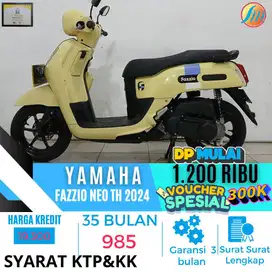 Fazzio
DP MULAI
1.200 RIBU
VOUCHER 300K
SPESIAL
YAMAHA
FAZZIO NEO TH 2024
HARGA KREDIT
35 BULAN
985
SYARAT KTP&KK
Garansi 3
bulan
Surat Surat
Lengkap